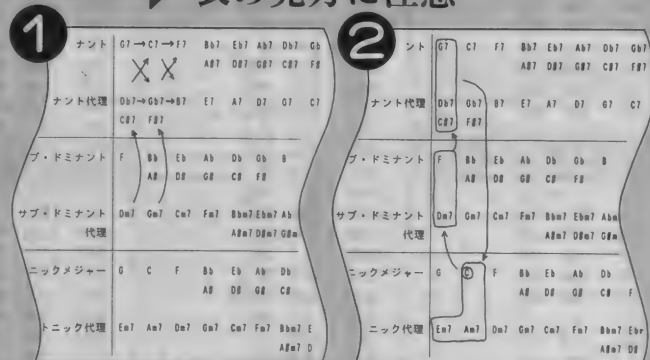 表の見方に注意
1
ナント G7→C7→F7 Bb7 Eb7 Ab7 Db7 Gb
A#7 D#7 G#7 C#7 F#
ナント代理 Db7→Gb7→B7 E7 A7 D7 G7 C7
C#7 F#7
ブ・ドミナント F Bb Eb Ab Db Gb B
A# D# G# C# F#
サブ・ドミナント Dm7 Gm7 Cm7 Fm7 Bbm7 Ebm7 Ab
代理 A#m7 D#m7 G#m
ニックメジャー G C F Bb Eb Ab Db
A# D# G# C#
トニック代理 Em7 Am7 Dm7 Gm7 Cm7 Fm7 Bbm7 E
A#m7 D
2
ント G7 C7 F7 Bb7 Eb7 Ab7 Db7 Gb7
A#7 D#7 G#7 C#7 F#7
ナント代理 Db7 Gb7 B7 E7 A7 D7 G7 C7
C#7 F#7
ブ・ドミナント F Bb Eb Ab Db Gb B
A# D# G# C# F#
サブ・ドミナント Dm7 Gm7 Cm7 Fm7 Bbm7 Ebm7 Abm
代理 A#m7 D#m7 G#m
ニックメジャー G C F Bb Eb Ab Db
A# D# G# C# F
ニック代理 Em7 Am7 Dm7 Gm7 Cm7 Fm7 Bbm7 Ebm
A#m7 D#